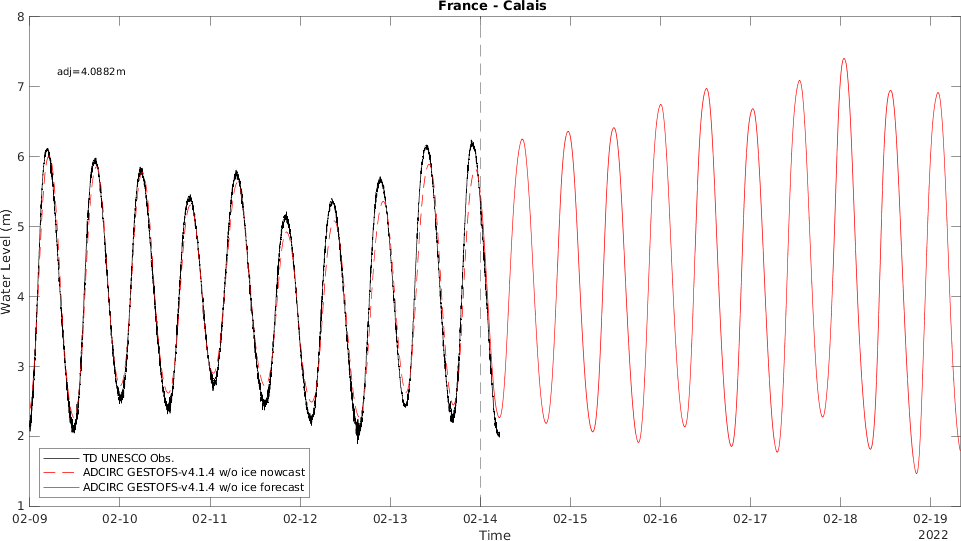 France - Calais
8
adj=4.0882m
7
6
5
4
3
2
1
Water Level (m)
TD UNESCO Obs.
ADCIRC GESTOFS-v4.1.4 w/o ice nowcast
ADCIRC GESTOFS-v4.1.4 w/o ice forecast
02-09 02-10 02-11 02-12 02-13 02-14 02-15 02-16 02-17 02-18 02-19
Time
2022